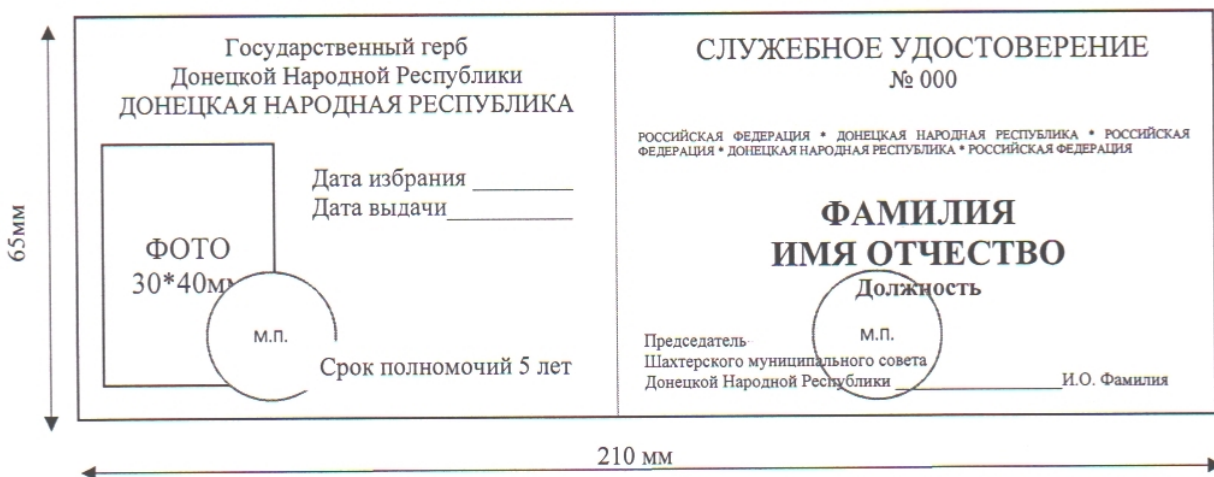 Государственный герб
Донецкой Народной Республики
ДОНЕЦКАЯ НАРОДНАЯ РЕСПУБЛИКА
Дата избрания
Дата выдачи
ФОТО
30*40мм
М.П.
Срок полномочий 5 лет
65мм
СЛУЖЕБНОЕ УДОСТОВЕРЕНИЕ
№ 000
РОССИЙСКАЯ ФЕДЕРАЦИЯ * ДОНЕЦКАЯ НАРОДНАЯ РЕСПУБЛИКА * РОССИЙСКАЯ
ФЕДЕРАЦИЯ * ДОНЕЦКАЯ НАРОДНАЯ РЕСПУБЛИКА * РОССИЙСКАЯ ФЕДЕРАЦИЯ
ФАМИЛИЯ
ИМЯ ОТЧЕСТВО
Должность
М.П.
Председатель
Шахтерского муниципального совета
Донецкой Народной Республики И.О. Фамилия
210 мм